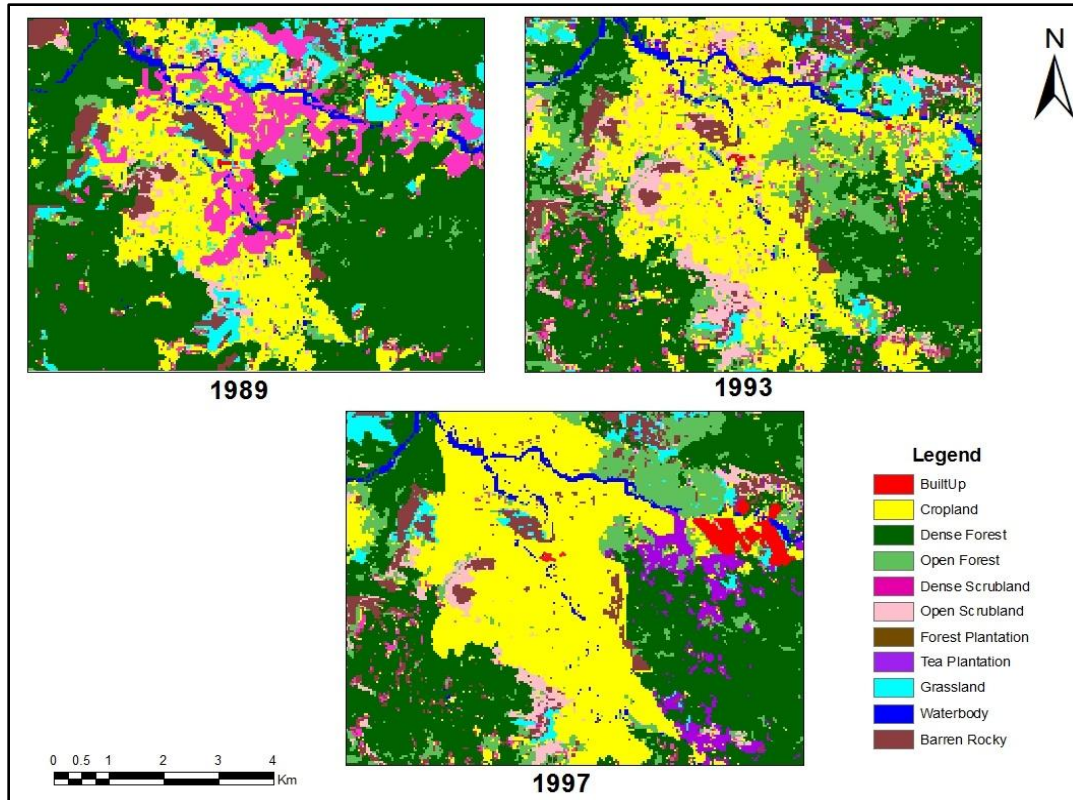 N
1989
1993
Legend
BuiltUp
Cropland
Dense Forest
Open Forest
Dense Scrubland
Open Scrubland
Forest Plantation
Tea Plantation
Grassland
Waterbody
Barren Rocky
0 0.5 1 2 3 4
Km
1997